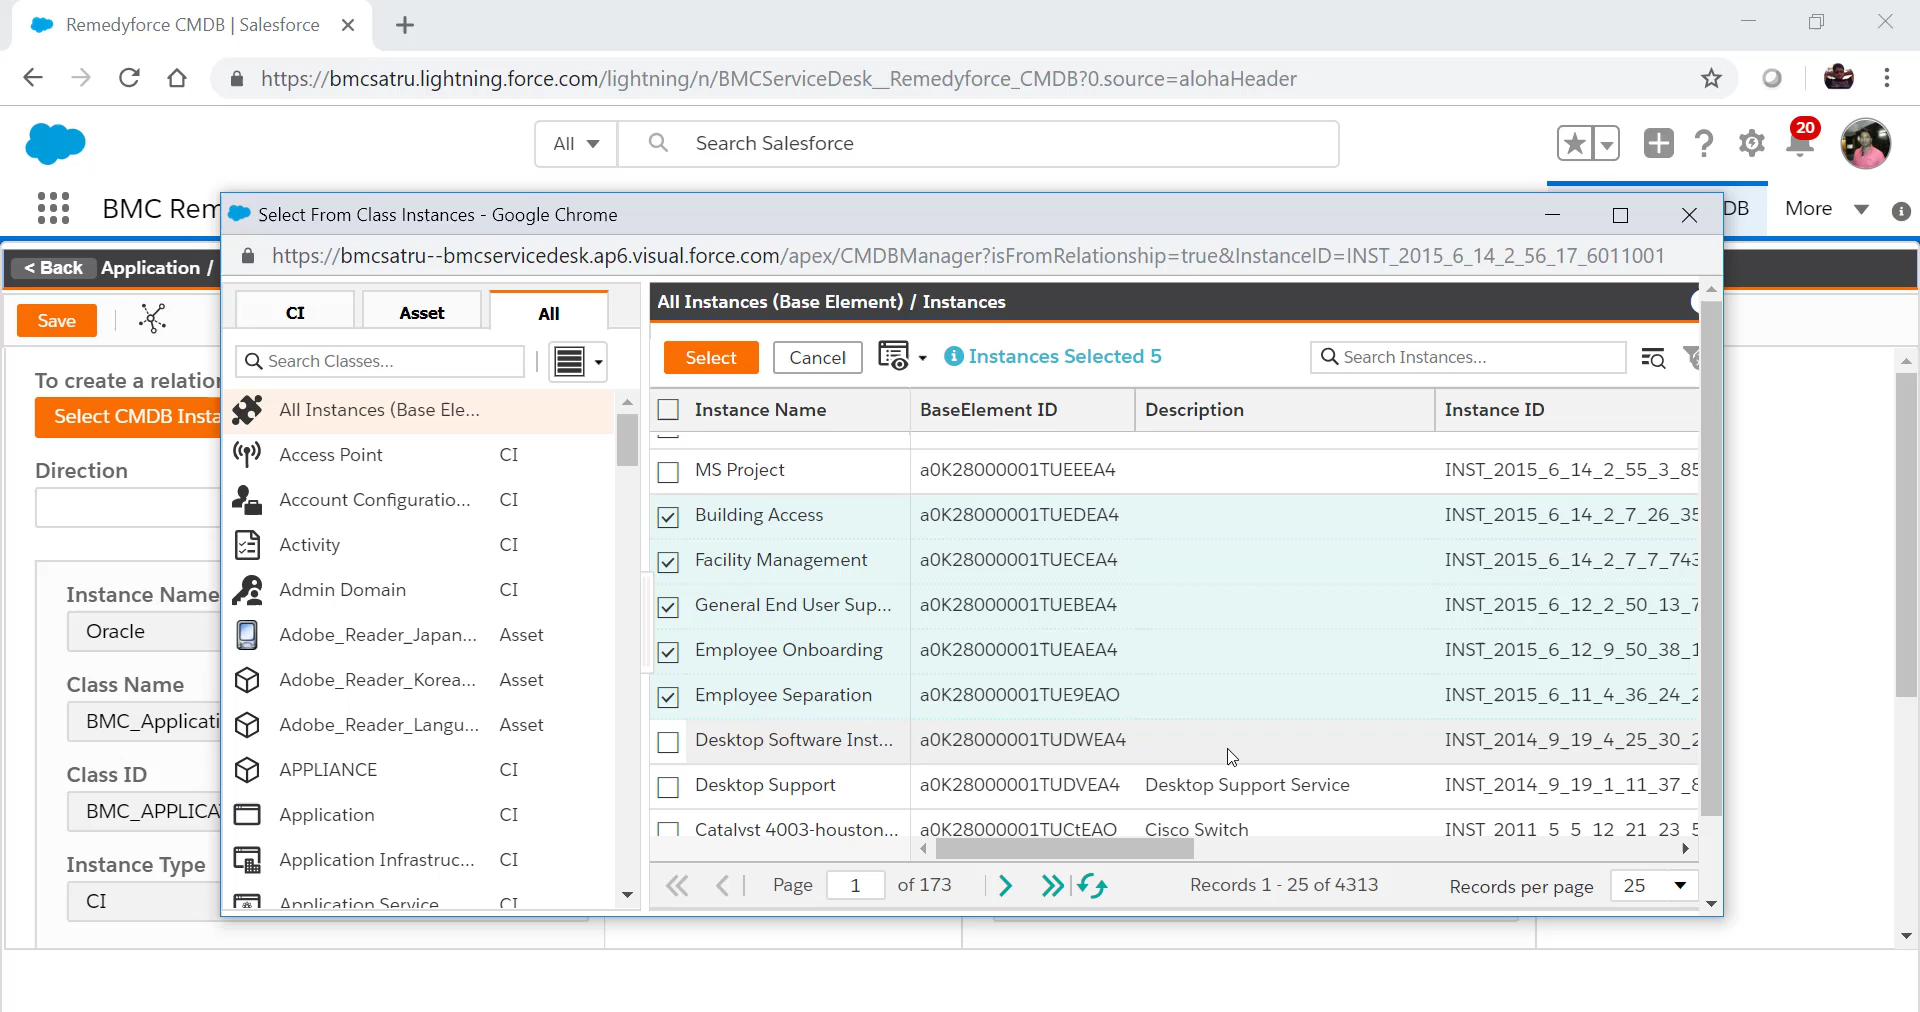 Remedyforce CMDB | Salesforce
https://bmcsatru.lightning.force.com/lightning/n/BMCServiceDesk__Remedyforce_CMDB?0.source=alohaHeader
All
Search Salesforce
20
BMC Rem
DB
More
Select From Class Instances - Google Chrome
https://bmcsatru--bmcservicedesk.ap6.visual.force.com/apex/CMDBManager?isFromRelationship=true&InstanceID=INST_2015_6_14_2_56_17_6011001
< Back Application /
Save
To create a relation
Select CMDB Insta
Direction
Instance Name
Oracle
Class Name
BMC_Applicati
Class ID
BMC_APPLICA
Instance Type
CI
CI Asset All
Search Classes...
All Instances (Base Ele...
Access Point CI
Account Configuratio... CI
Activity CI
Admin Domain CI
Adobe_Reader_Japan... Asset
Adobe_Reader_Korea... Asset
Adobe_Reader_Langu... Asset
APPLIANCE CI
Application CI
Application Infrastruc... CI
Application Service CI
All Instances (Base Element) / Instances
Select Cancel Instances Selected 5 Search Instances...
Instance Name BaseElement ID Description Instance ID
MS Project a0K28000001TUEEEA4 INST_2015_6_14_2_55_3_85
Building Access a0K28000001TUEDEA4 INST_2015_6_14_2_7_26_35
Facility Management a0K28000001TUECEA4 INST_2015_6_14_2_7_7_743
General End User Sup... a0K28000001TUEBEA4 INST_2015_6_12_2_50_13_7
Employee Onboarding a0K28000001TUEAEA4 INST_2015_6_12_9_50_38_1
Employee Separation a0K28000001TUE9EAO INST_2015_6_11_4_36_24_2
Desktop Software Inst... a0K28000001TUDWEA4 INST_2014_9_19_4_25_30_2
Desktop Support a0K28000001TUDVEA4 Desktop Support Service INST_2014_9_19_1_11_37_8
Catalyst 4003-houston... a0K28000001TUCtEAO Cisco Switch INST_2011_5_5_12_21_23_5
Page 1 of 173 Records 1 - 25 of 4313 Records per page 25